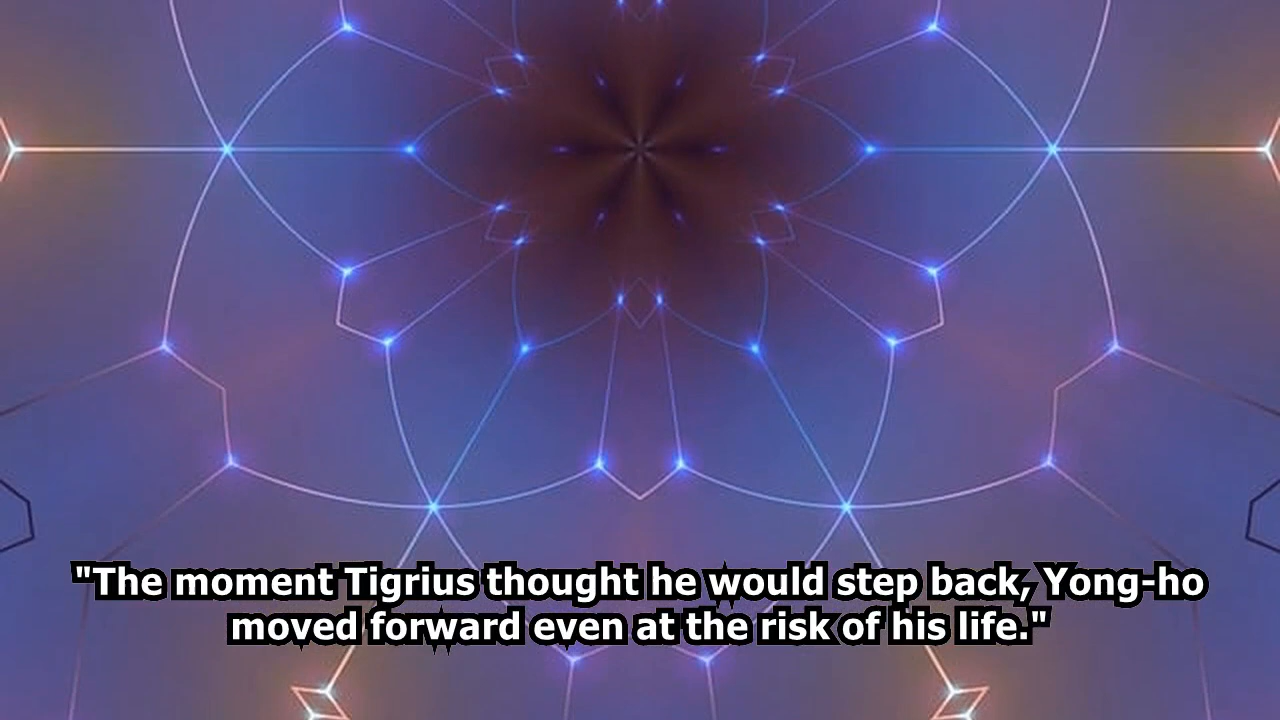 "The moment Tigrius thought he would step back, Yong-ho
moved forward even at the risk of his life."